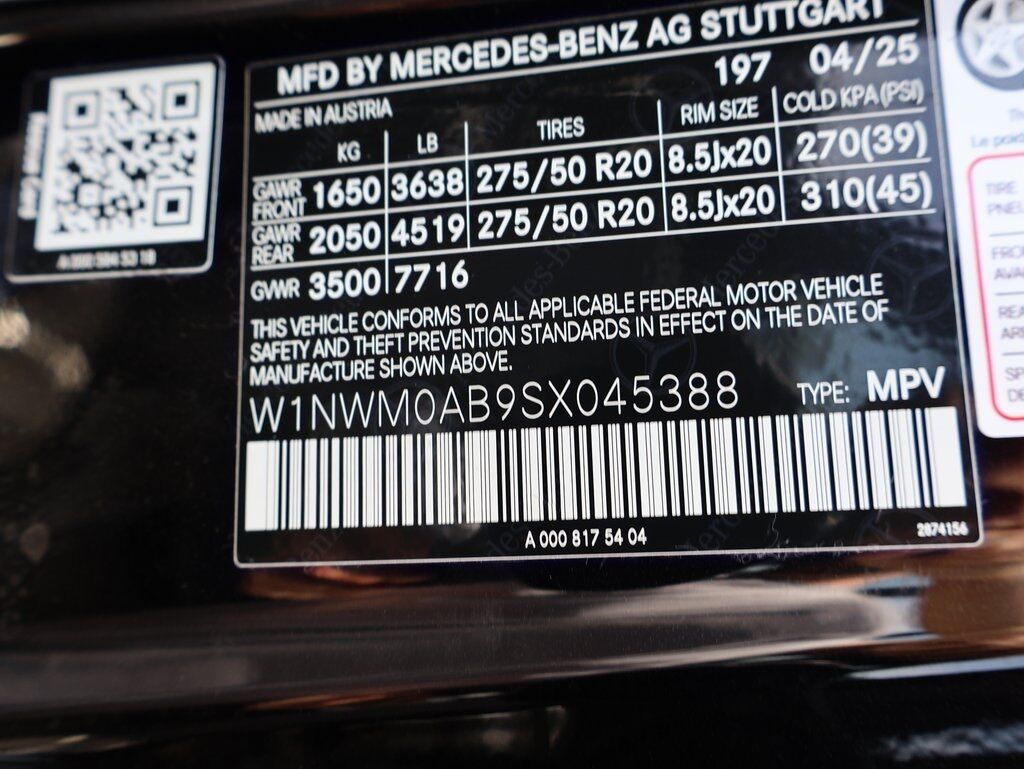 MFD BY MERCEDES-BENZ AG STUTTGART
197 04/25
MADE IN AUSTRIA
KG LB TIRES RIM SIZE COLD KPA (PSI)
GAWR FRONT 1650 3638 275/50 R20 8.5Jx20 270(39)
GAWR REAR 2050 4519 275/50 R20 8.5Jx20 310(45)
GVWR 3500 7716
THIS VEHICLE CONFORMS TO ALL APPLICABLE FEDERAL MOTOR VEHICLE
SAFETY AND THEFT PREVENTION STANDARDS IN EFFECT ON THE DATE OF
MANUFACTURE SHOWN ABOVE.
W1NWM0AB9SX045388 TYPE: MPV
A 000 817 54 04
2874156
Le poid
TIRE